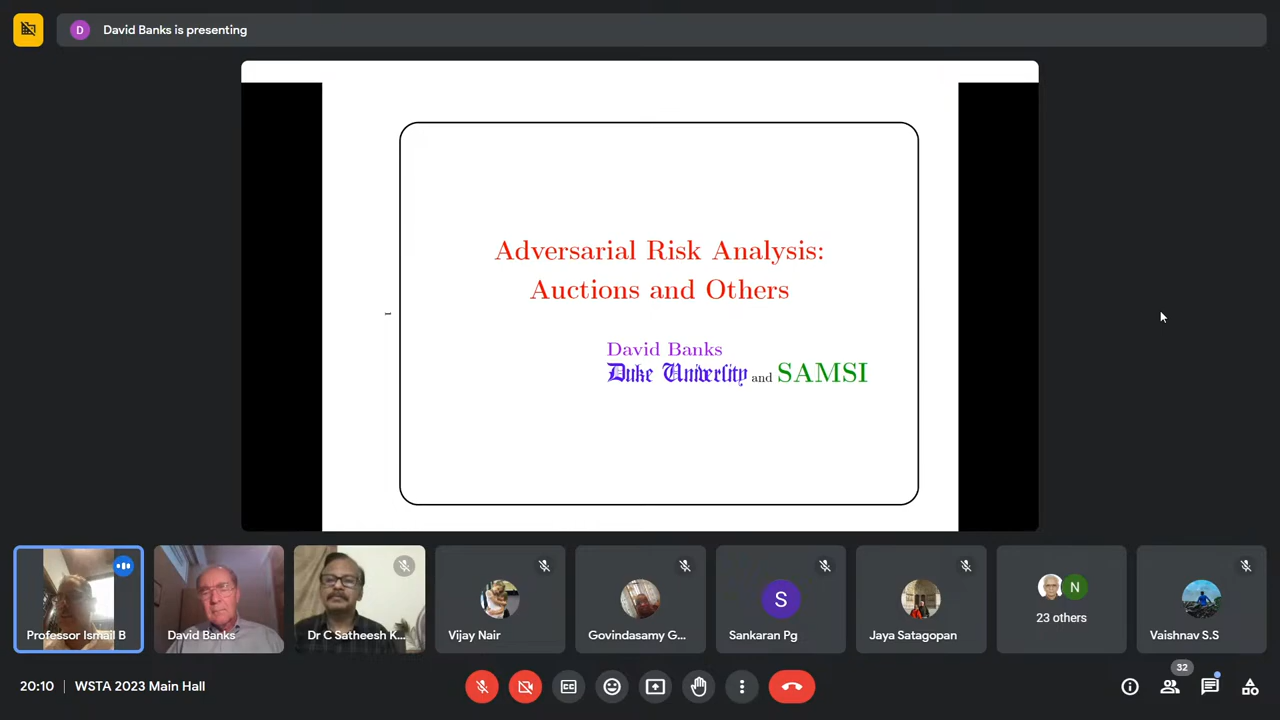 D
David Banks is presenting
Adversarial Risk Analysis:
Auctions and Others
1
David Banks
Duke University and SAMSI
Professor Ismail B
David Banks
Dr C Satheesh K...
Vijay Nair
Govindasamy G...
S
Sankaran Pg
Jaya Satagopan
N
23 others
Vaishnav S.S
20:10 | WSTA 2023 Main Hall
32